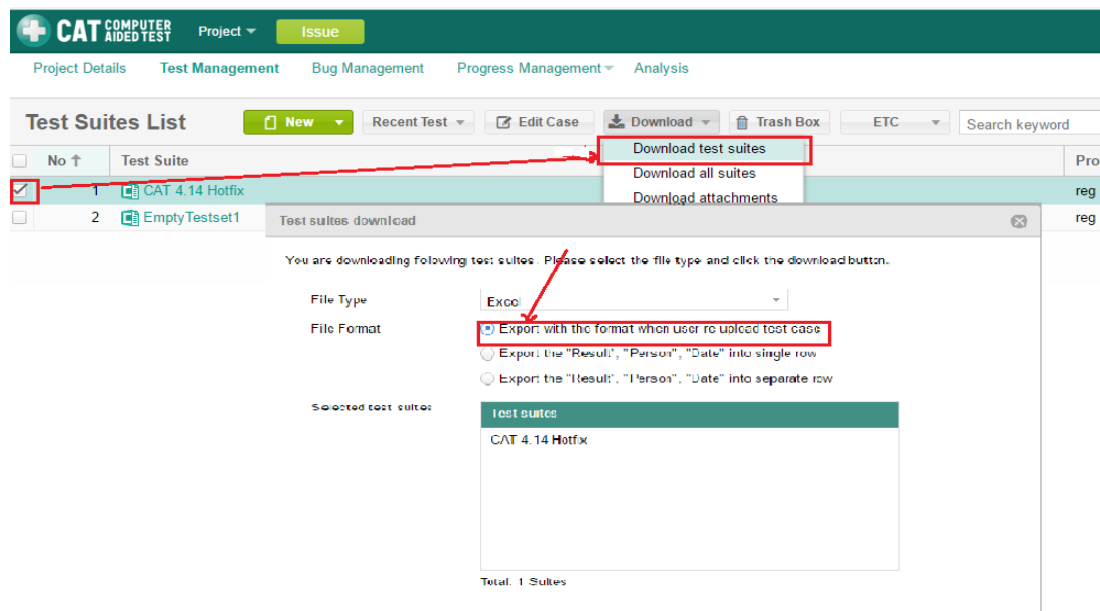 CAT COMPUTER AIDED TEST Project Issue
Project Details Test Management Bug Management Progress Management Analysis
Test Suites List New Recent Test Edit Case Download Trash Box ETC Search keyword
Download test suites
Download all suites
Download attachments
No ↑ Test Suite Pro
1 CAT 4.14 Hotfix reg
2 EmptyTestset1 reg
Test suites download
You are downloading following test suites. Please select the file type and click the download button.
File Type Excel
File Format Export with the format when user re upload test case
Export the "Result", "Person", "Date" into single row
Export the "Result", "Person", "Date" into separate row
Selected test suites Test suites
CAT 4.14 Hotfix
Total: 1 Suites